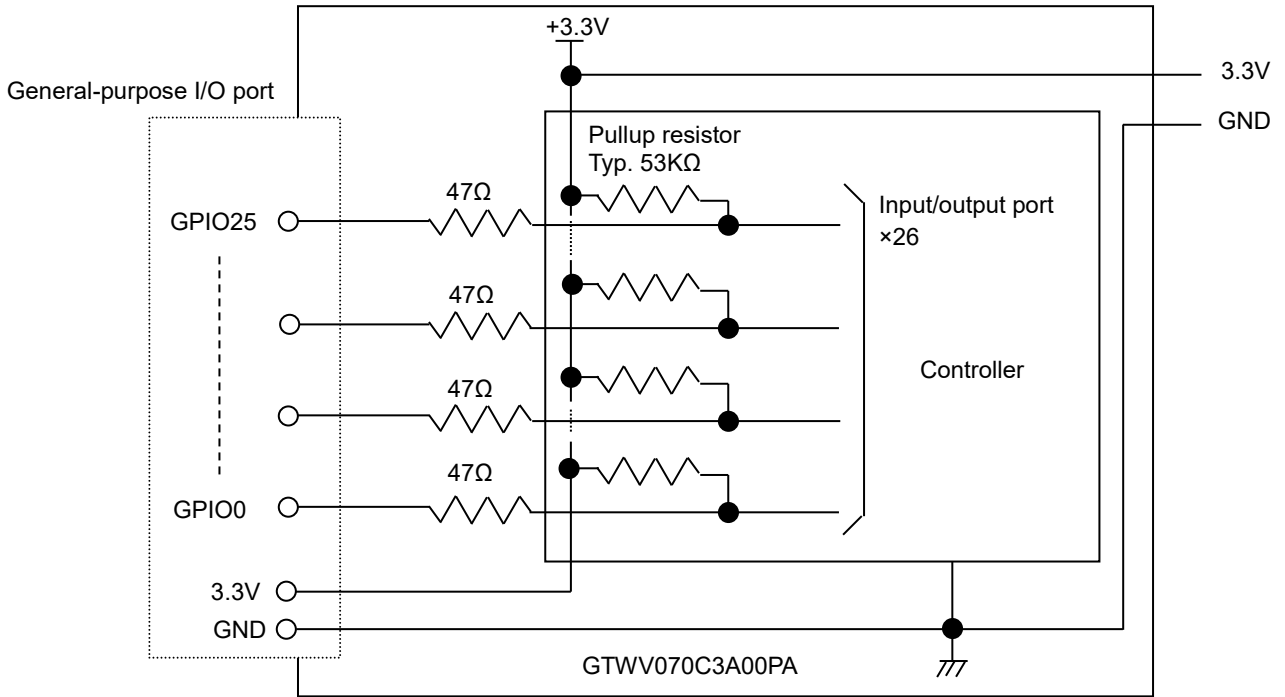 +3.3V
3.3V
General-purpose I/O port
GND
Pullup resistor
Typ. 53KΩ
47Ω
GPIO25
Input/output port
×26
47Ω
47Ω
Controller
47Ω
GPIO0
3.3V
GND
GTWV070C3A00PA